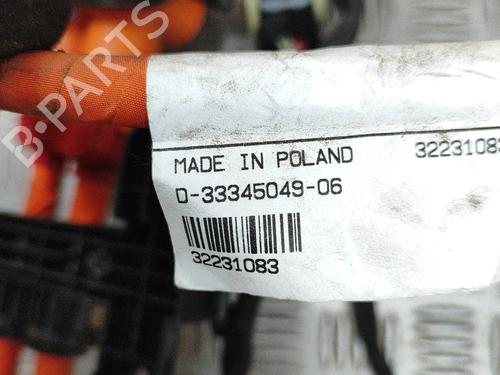 B-PARTS
MADE IN POLAND 32231083
D-33345049-06
32231083